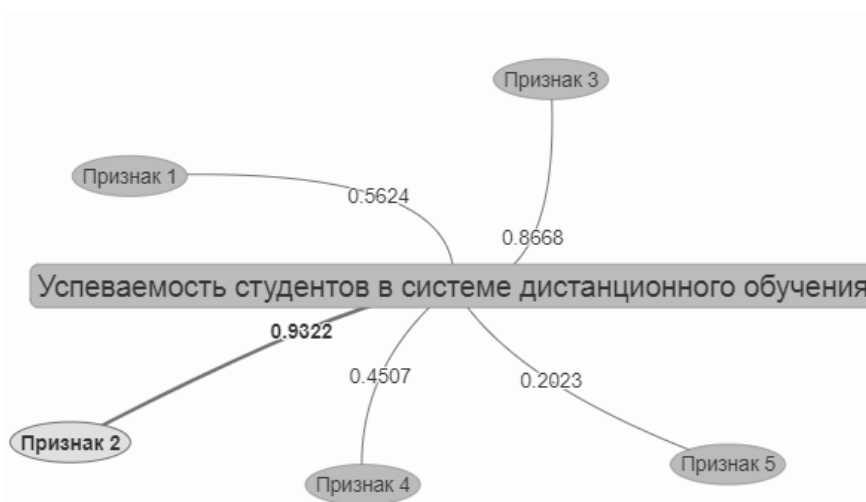 Признак 3
Признак 1
0.5624
0.8668
Успеваемость студентов в системе дистанционного обучения
0.9322
0.4507
0.2023
Признак 2
Признак 4
Признак 5